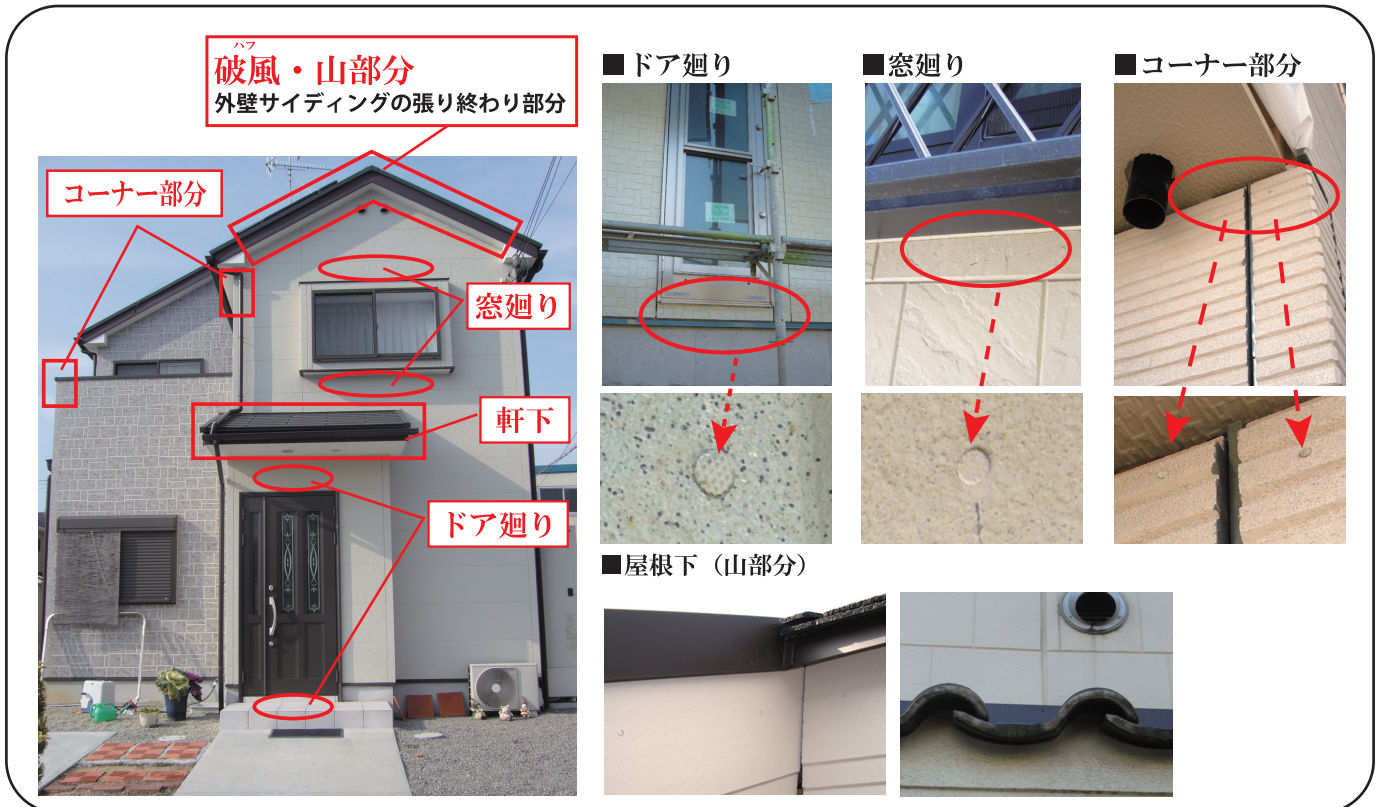 ハフ
破風・山部分
外壁サイディングの張り終わり部分
コーナー部分
窓廻り
軒下
ドア廻り
■ドア廻り
■窓廻り
■コーナー部分
■屋根下（山部分）